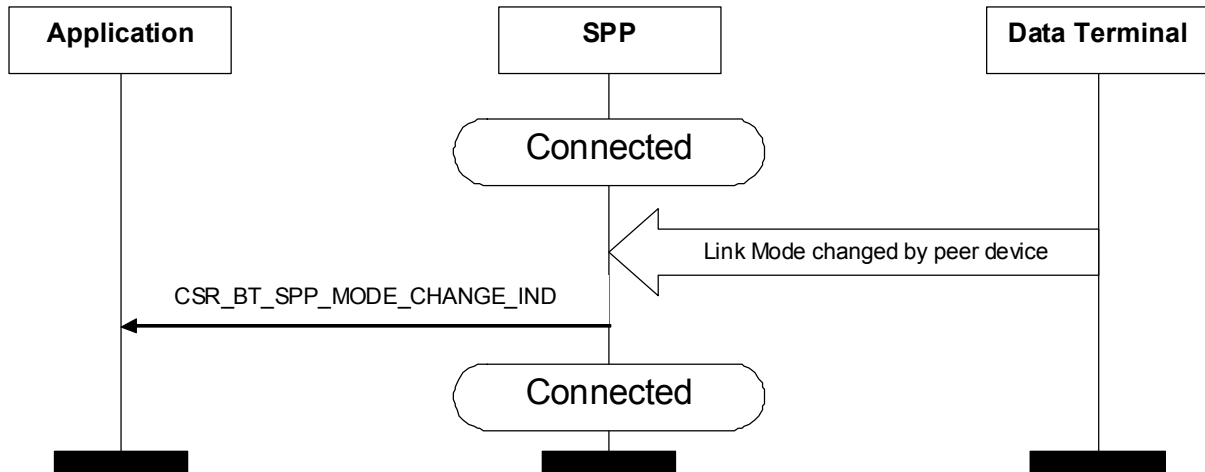 Application
SPP
Data Terminal
Connected
Link Mode changed by peer device
CSR_BT_SPP_MODE_CHANGE_IND
Connected